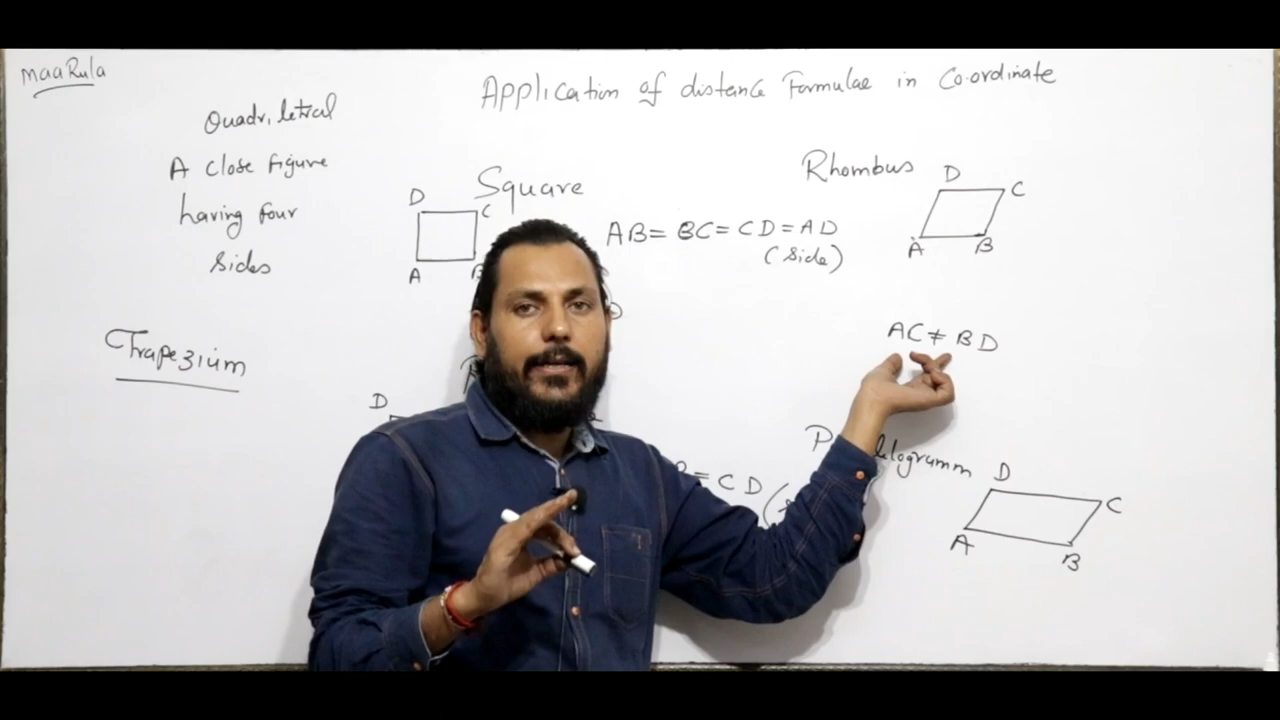 MaaRula
Application of distance Formulae in Co-ordinate
Quadriletral
A close figure
having four
sides
Trapezium
Square
D
C
A
AB = BC = CD = AD
(side)
Rhombus
D
C
A
B
AC ≠ BD
D
= CD
D
C
A
B